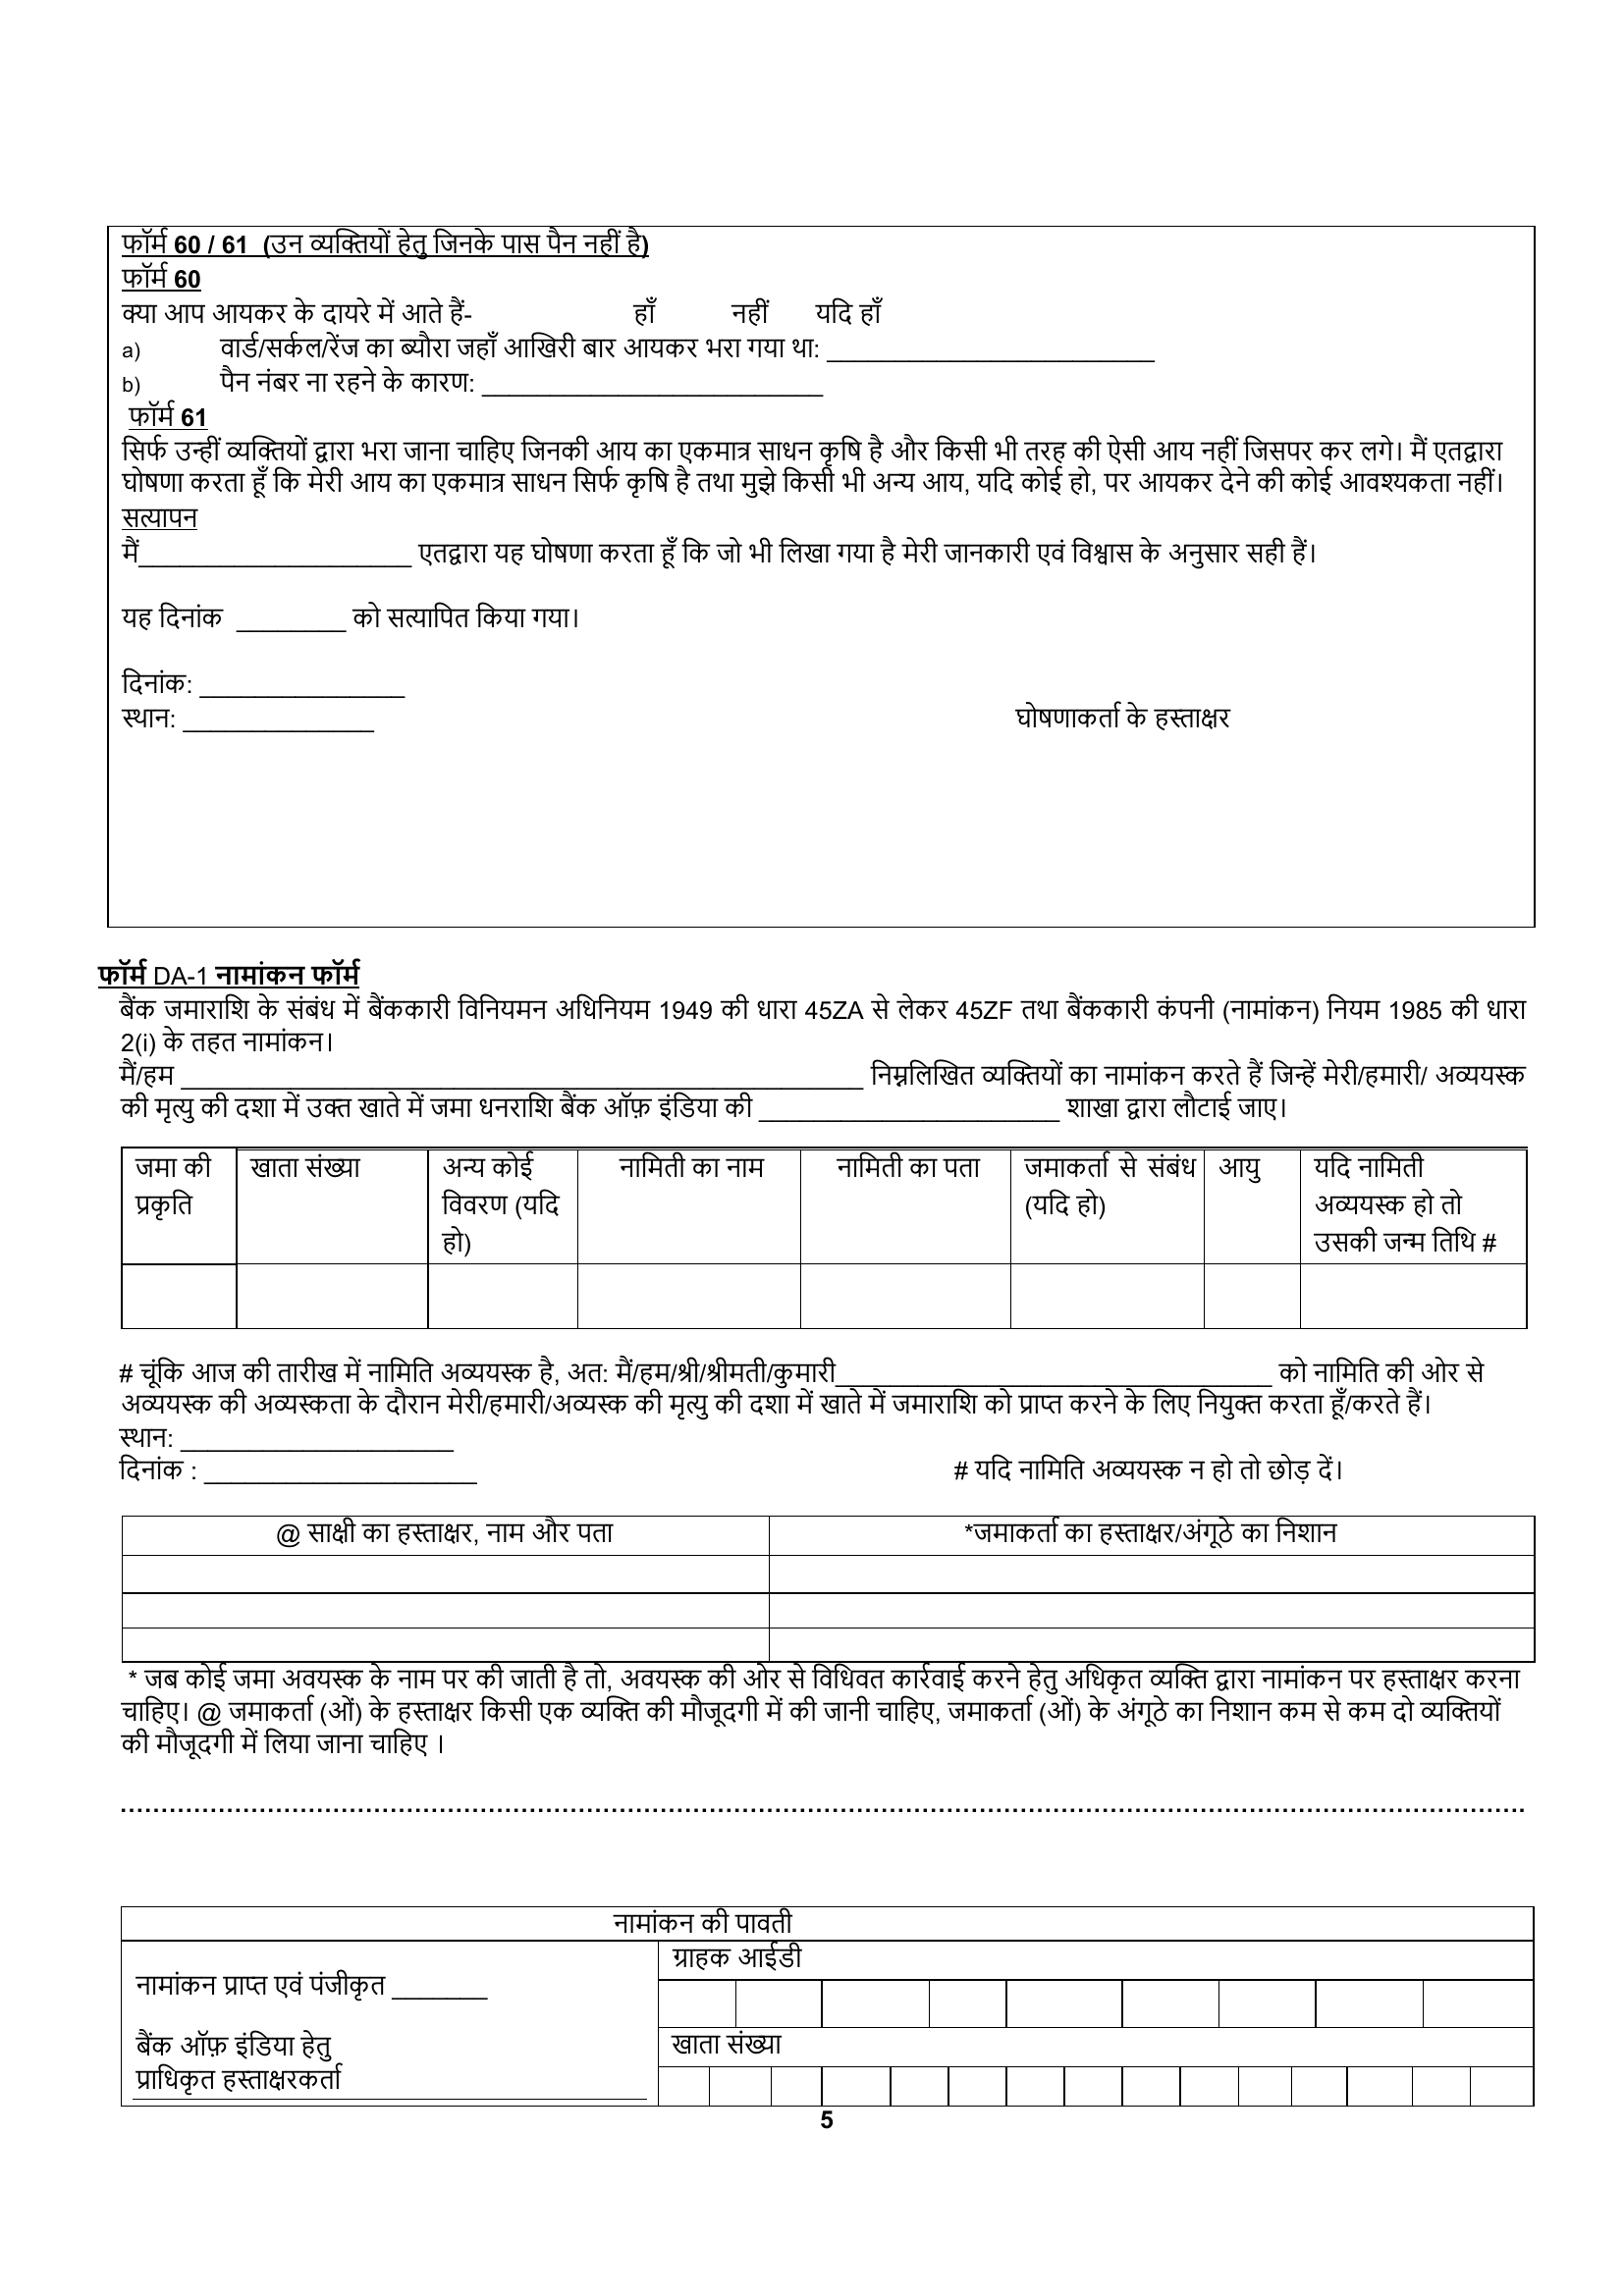 फॉर्म 60 / 61  (उन व्यक्तियों हेतु जिनके पास पैन नहीं है)
फॉर्म 60
क्या आप आयकर के दायरे में आते हैं- हाँ नहीं यदि हाँ
a) वार्ड/सर्कल/रेंज का ब्यौरा जहाँ आखिरी बार आयकर भरा गया था: ________________________
b) पैन नंबर ना रहने के कारण: _________________________
फॉर्म 61
सिर्फ उन्हीं व्यक्तियों द्वारा भरा जाना चाहिए जिनकी आय का एकमात्र साधन कृषि है और किसी भी तरह की ऐसी आय नहीं जिसपर कर लगे। मैं एतद्वारा
घोषणा करता हूँ कि मेरी आय का एकमात्र साधन सिर्फ कृषि है तथा मुझे किसी भी अन्य आय, यदि कोई हो, पर आयकर देने की कोई आवश्यकता नहीं।
सत्यापन
मैं____________________ एतद्वारा यह घोषणा करता हूँ कि जो भी लिखा गया है मेरी जानकारी एवं विश्वास के अनुसार सही हैं।
यह दिनांक ________ को सत्यापित किया गया।
दिनांक: _______________
स्थान: ______________ घोषणाकर्ता के हस्ताक्षर
फॉर्म DA-1 नामांकन फॉर्म
बैंक जमाराशि के संबंध में बैंककारी विनियमन अधिनियम 1949 की धारा 45ZA से लेकर 45ZF तथा बैंककारी कंपनी (नामांकन) नियम 1985 की धारा
2(i) के तहत नामांकन।
मैं/हम __________________________________________________ निम्नलिखित व्यक्तियों का नामांकन करते हैं जिन्हें मेरी/हमारी/ अव्ययस्क
की मृत्यु की दशा में उक्त खाते में जमा धनराशि बैंक ऑफ़ इंडिया की ______________________ शाखा द्वारा लौटाई जाए।
जमा की प्रकृति
खाता संख्या
अन्य कोई विवरण (यदि हो)
नामिती का नाम
नामिती का पता
जमाकर्ता से संबंध (यदि हो)
आयु
यदि नामिती अव्ययस्क हो तो उसकी जन्म तिथि #
# चूंकि आज की तारीख में नामिति अव्ययस्क है, अत: मैं/हम/श्री/श्रीमती/कुमारी________________________________ को नामिति की ओर से
अव्ययस्क की अव्यस्कता के दौरान मेरी/हमारी/अव्यस्क की मृत्यु की दशा में खाते में जमाराशि को प्राप्त करने के लिए नियुक्त करता हूँ/करते हैं।
स्थान: ____________________
दिनांक : ____________________ # यदि नामिति अव्ययस्क न हो तो छोड़ दें।
@ साक्षी का हस्ताक्षर, नाम और पता *जमाकर्ता का हस्ताक्षर/अंगूठे का निशान
* जब कोई जमा अवयस्क के नाम पर की जाती है तो, अवयस्क की ओर से विधिवत कार्रवाई करने हेतु अधिकृत व्यक्ति द्वारा नामांकन पर हस्ताक्षर करना
चाहिए। @ जमाकर्ता (ओं) के हस्ताक्षर किसी एक व्यक्ति की मौजूदगी में की जानी चाहिए, जमाकर्ता (ओं) के अंगूठे का निशान कम से कम दो व्यक्तियों
की मौजूदगी में लिया जाना चाहिए ।
नामांकन की पावती
ग्राहक आईडी
नामांकन प्राप्त एवं पंजीकृत _______
बैंक ऑफ़ इंडिया हेतु
खाता संख्या
प्राधिकृत हस्ताक्षरकर्ता
5